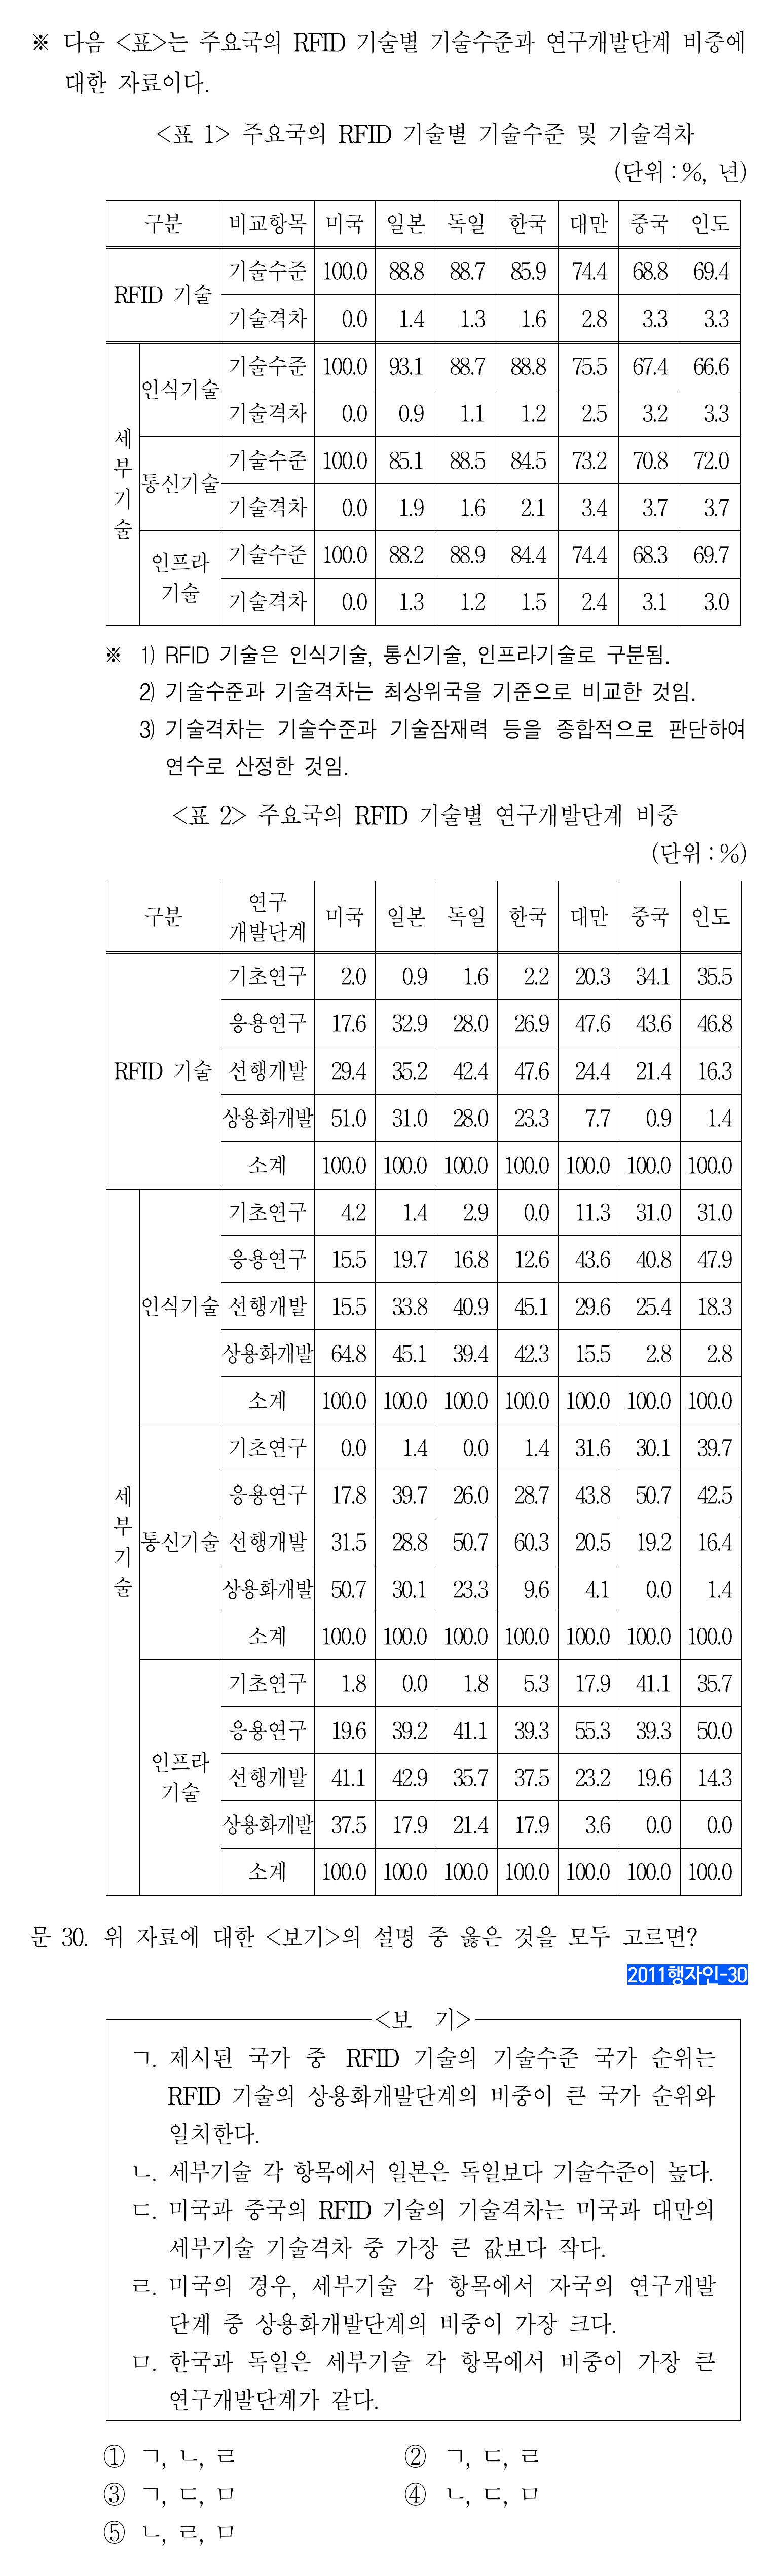 ※ 다음 <표>는 주요국의 RFID 기술별 기술수준과 연구개발단계 비중에
대한 자료이다.
<표 1> 주요국의 RFID 기술별 기술수준 및 기술격차
(단위 : %, 년)
구분 비교항목 미국 일본 독일 한국 대만 중국 인도
RFID 기술 기술수준 100.0 88.8 88.7 85.9 74.4 68.8 69.4
기술격차 0.0 1.4 1.3 1.6 2.8 3.3 3.3
세부기술 인식기술 기술수준 100.0 93.1 88.7 88.8 75.5 67.4 66.6
기술격차 0.0 0.9 1.1 1.2 2.5 3.2 3.3
통신기술 기술수준 100.0 85.1 88.5 84.5 73.2 70.8 72.0
기술격차 0.0 1.9 1.6 2.1 3.4 3.7 3.7
인프라 기술 기술수준 100.0 88.2 88.9 84.4 74.4 68.3 69.7
기술격차 0.0 1.3 1.2 1.5 2.4 3.1 3.0
※ 1) RFID 기술은 인식기술, 통신기술, 인프라기술로 구분됨.
2) 기술수준과 기술격차는 최상위국을 기준으로 비교한 것임.
3) 기술격차는 기술수준과 기술잠재력 등을 종합적으로 판단하여
연수로 산정한 것임.
<표 2> 주요국의 RFID 기술별 연구개발단계 비중
(단위 : %)
구분 연구 개발단계 미국 일본 독일 한국 대만 중국 인도
RFID 기술 기초연구 2.0 0.9 1.6 2.2 20.3 34.1 35.5
응용연구 17.6 32.9 28.0 26.9 47.6 43.6 46.8
선행개발 29.4 35.2 42.4 47.6 24.4 21.4 16.3
상용화개발 51.0 31.0 28.0 23.3 7.7 0.9 1.4
소계 100.0 100.0 100.0 100.0 100.0 100.0 100.0
세부기술 인식기술 기초연구 4.2 1.4 2.9 0.0 11.3 31.0 31.0
응용연구 15.5 19.7 16.8 12.6 43.6 40.8 47.9
선행개발 15.5 33.8 40.9 45.1 29.6 25.4 18.3
상용화개발 64.8 45.1 39.4 42.3 15.5 2.8 2.8
소계 100.0 100.0 100.0 100.0 100.0 100.0 100.0
통신기술 기초연구 0.0 1.4 0.0 1.4 31.6 30.1 39.7
응용연구 17.8 39.7 26.0 28.7 43.8 50.7 42.5
선행개발 31.5 28.8 50.7 60.3 20.5 19.2 16.4
상용화개발 50.7 30.1 23.3 9.6 4.1 0.0 1.4
소계 100.0 100.0 100.0 100.0 100.0 100.0 100.0
인프라 기술 기초연구 1.8 0.0 1.8 5.3 17.9 41.1 35.7
응용연구 19.6 39.2 41.1 39.3 55.3 39.3 50.0
선행개발 41.1 42.9 35.7 37.5 23.2 19.6 14.3
상용화개발 37.5 17.9 21.4 17.9 3.6 0.0 0.0
소계 100.0 100.0 100.0 100.0 100.0 100.0 100.0
문 30. 위 자료에 대한 <보기>의 설명 중 옳은 것을 모두 고르면?
2011행자인-30
<보 기>
ㄱ. 제시된 국가 중 RFID 기술의 기술수준 국가 순위는
RFID 기술의 상용화개발단계의 비중이 큰 국가 순위와
일치한다.
ㄴ. 세부기술 각 항목에서 일본은 독일보다 기술수준이 높다.
ㄷ. 미국과 중국의 RFID 기술의 기술격차는 미국과 대만의
세부기술 기술격차 중 가장 큰 값보다 작다.
ㄹ. 미국의 경우, 세부기술 각 항목에서 자국의 연구개발
단계 중 상용화개발단계의 비중이 가장 크다.
ㅁ. 한국과 독일은 세부기술 각 항목에서 비중이 가장 큰
연구개발단계가 같다.
① ㄱ, ㄴ, ㄹ ② ㄱ, ㄷ, ㄹ
③ ㄱ, ㄷ, ㅁ ④ ㄴ, ㄷ, ㅁ
⑤ ㄴ, ㄹ, ㅁ